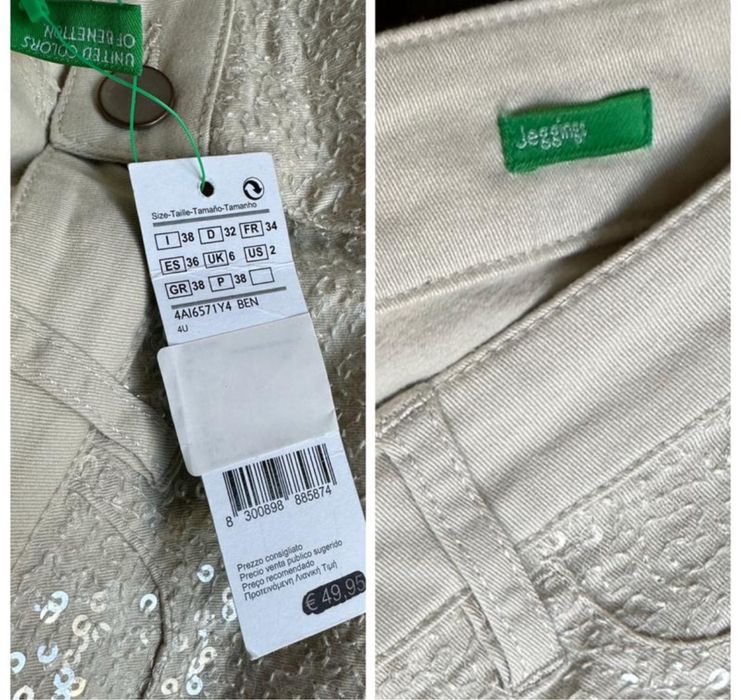 UNITED COLORS
OF BENETTON
Size-Taille-Tamaño-Tamanho
I 38 D 32 FR 34
ES 36 UK 6 US 2
GR 38 P 38
4AI6571Y4 BEN
4U
8 300898 885874
Prezzo consigliato
Precio venta publico sugerido
Preço recomendado
Προτεινόμενη Λιανική Τιμή
€ 49,95
Jeggings